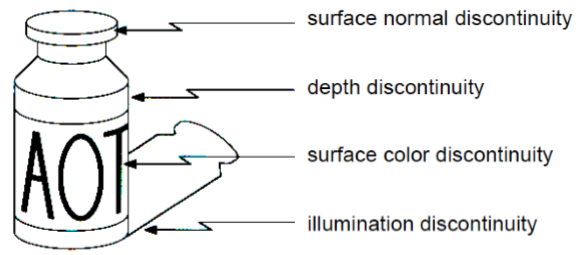 surface normal discontinuity
depth discontinuity
AOT
surface color discontinuity
illumination discontinuity